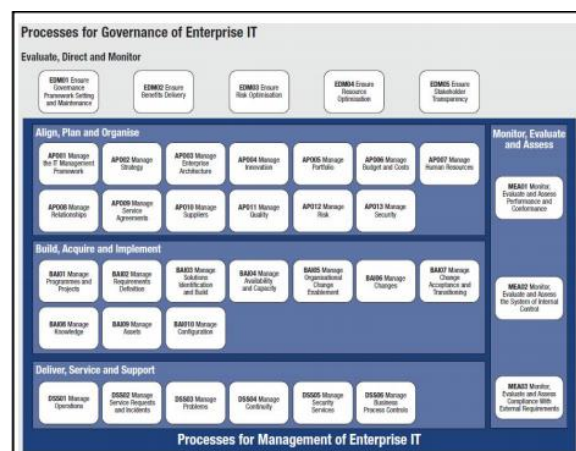 Processes for Governance of Enterprise IT
Evaluate, Direct and Monitor
EDM01 Ensure
Governance
Framework Setting
and Maintenance
EDM02 Ensure
Benefits Delivery
EDM03 Ensure
Risk Optimisation
EDM04 Ensure
Resource
Optimisation
EDM05 Ensure
Stakeholder
Transparency
Align, Plan and Organise
APO01 Manage
the IT Management
Framework
APO02 Manage
Strategy
APO03 Manage
Enterprise
Architecture
APO04 Manage
Innovation
APO05 Manage
Portfolio
APO06 Manage
Budget and Costs
APO07 Manage
Human Resources
APO08 Manage
Relationships
APO09 Manage
Service
Agreements
APO10 Manage
Suppliers
APO11 Manage
Quality
APO12 Manage
Risk
APO13 Manage
Security
Build, Acquire and Implement
BAI01 Manage
Programmes and
Projects
BAI02 Manage
Requirements
Definition
BAI03 Manage
Solutions
Identification
and Build
BAI04 Manage
Availability
and Capacity
BAI05 Manage
Organisational
Change
Enablement
BAI06 Manage
Changes
BAI07 Manage
Change
Acceptance and
Transitioning
BAI08 Manage
Knowledge
BAI09 Manage
Assets
BAI010 Manage
Configuration
Deliver, Service and Support
DSS01 Manage
Operations
DSS02 Manage
Service Requests
and Incidents
DSS03 Manage
Problems
DSS04 Manage
Continuity
DSS05 Manage
Security
Services
DSS06 Manage
Business
Process Controls
Monitor, Evaluate
and Assess
MEA01 Monitor,
Evaluate and Assess
Performance and
Conformance
MEA02 Monitor,
Evaluate and Assess
the System of Internal
Control
MEA03 Monitor,
Evaluate and Assess
Compliance With
External Requirements
Processes for Management of Enterprise IT